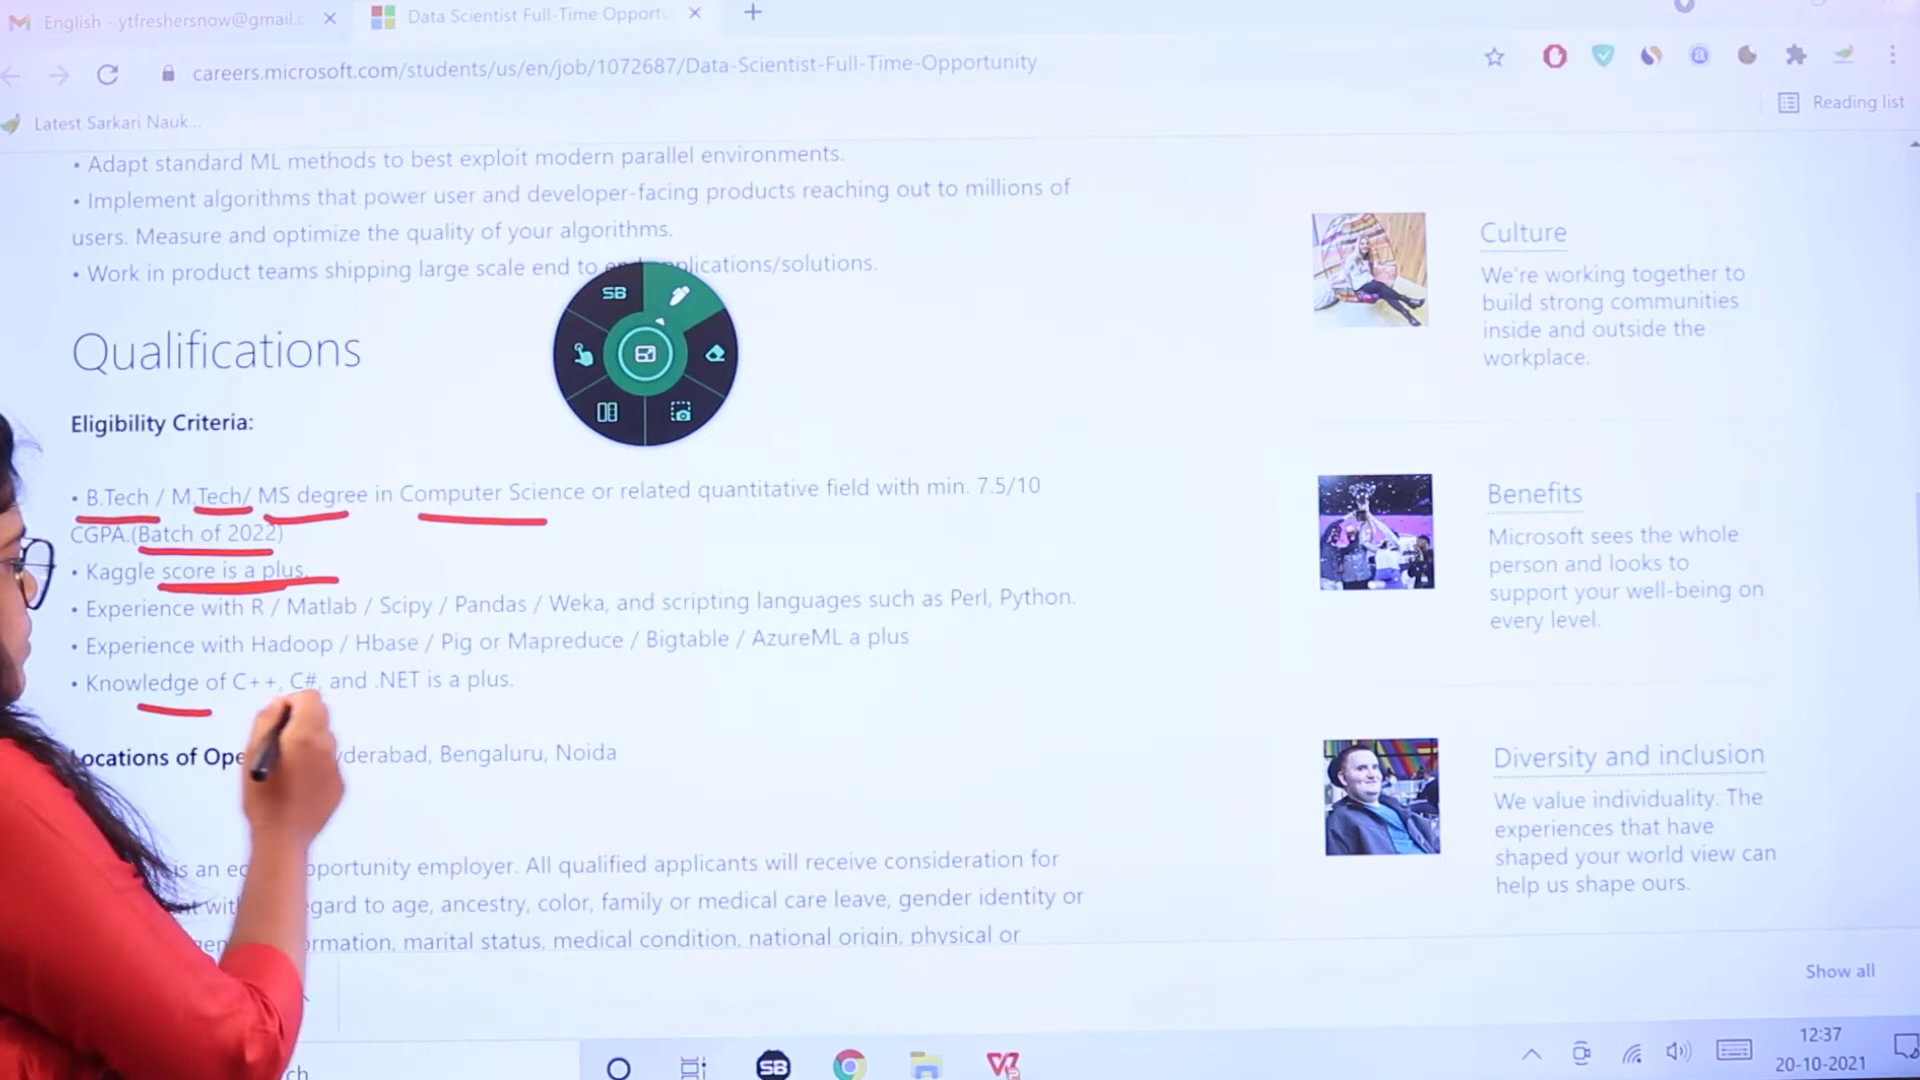 English - ytfreshersnow@gmail.c
Data Scientist Full-Time Opport
careers.microsoft.com/students/us/en/job/1072687/Data-Scientist-Full-Time-Opportunity
Reading list
Latest Sarkari Nauk...
• Adapt standard ML methods to best exploit modern parallel environments.
• Implement algorithms that power user and developer-facing products reaching out to millions of
users. Measure and optimize the quality of your algorithms.
• Work in product teams shipping large scale end to end applications/solutions.
SB
Qualifications
Eligibility Criteria:
• B.Tech / M.Tech/ MS degree in Computer Science or related quantitative field with min. 7.5/10
CGPA.(Batch of 2022)
• Kaggle score is a plus.
• Experience with R / Matlab / Scipy / Pandas / Weka, and scripting languages such as Perl, Python.
• Experience with Hadoop / Hbase / Pig or Mapreduce / Bigtable / AzureML a plus
• Knowledge of C++, C#, and .NET is a plus.
Locations of Ope yderabad, Bengaluru, Noida
is an eq pportunity employer. All qualified applicants will receive consideration for
nt with gard to age, ancestry, color, family or medical care leave, gender identity or
gen rmation, marital status, medical condition, national origin, physical or
Culture
We're working together to
build strong communities
inside and outside the
workplace.
Benefits
Microsoft sees the whole
person and looks to
support your well-being on
every level.
Diversity and inclusion
We value individuality. The
experiences that have
shaped your world view can
help us shape ours.
Show all
ch
SB
12:37
20-10-2021